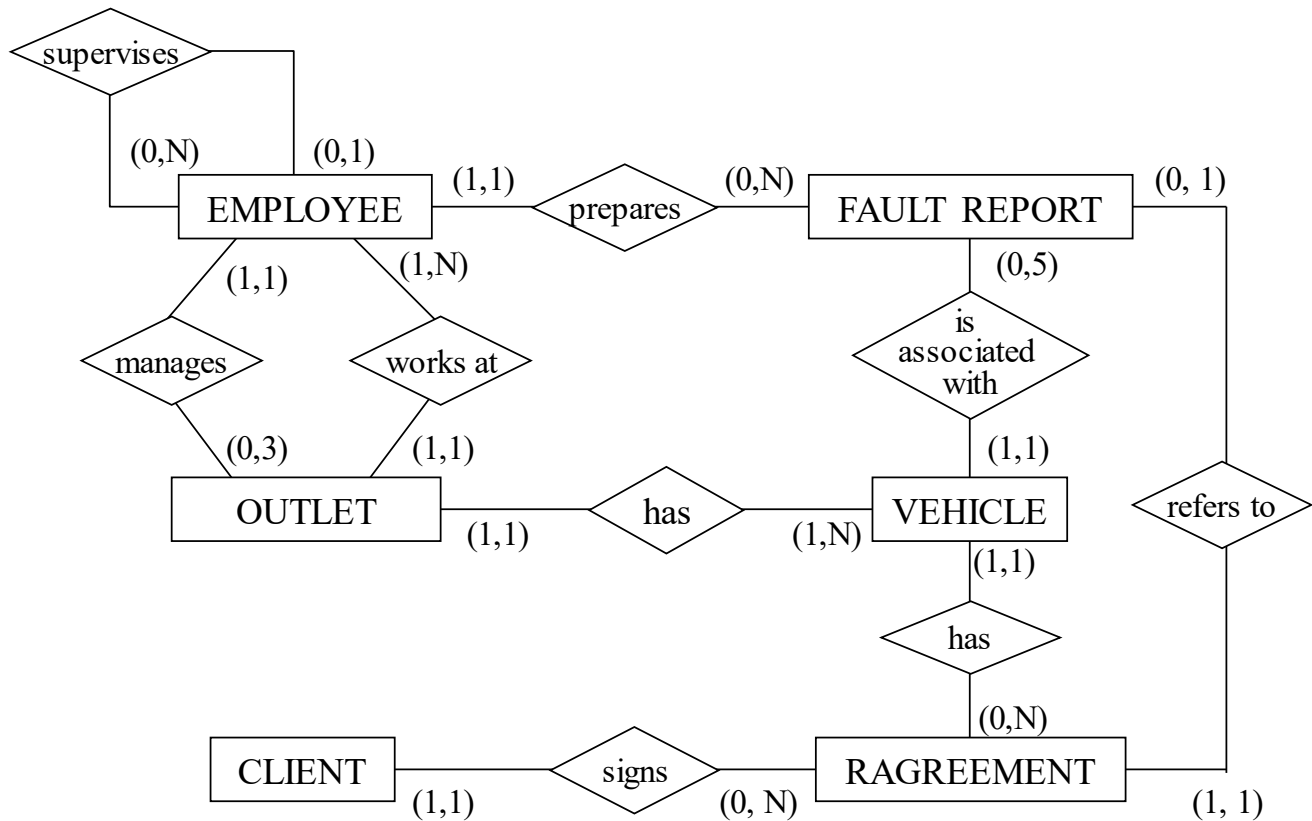 supervises
(0,N)
(0,1)
(1,1)
(0,N)
(0, 1)
EMPLOYEE
prepares
FAULT REPORT
(1,1)
(1,N)
(0,5)
manages
works at
is
associated
with
(0,3)
(1,1)
(1,1)
OUTLET
has
VEHICLE
refers to
(1,1)
(1,N)
(1,1)
has
(0,N)
CLIENT
signs
RAGREEMENT
(1,1)
(0, N)
(1, 1)